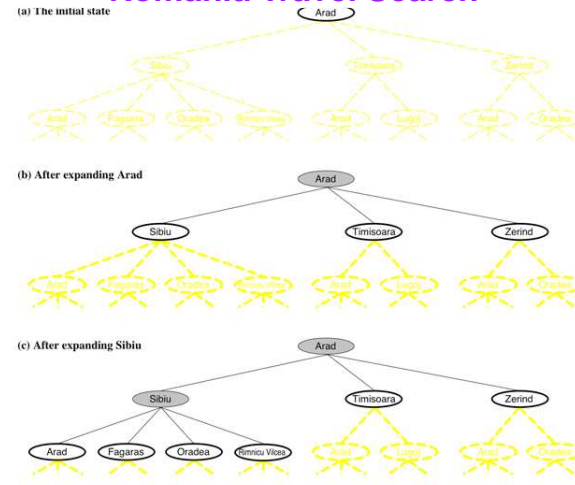 Romania Travel Search
(a) The initial state
Arad
Sibiu Timisoara Zerind
Arad Fagaras Oradea Rimnicu Vilcea Arad Lugoj Arad Oradea
(b) After expanding Arad
Arad
Sibiu Timisoara Zerind
Arad Fagaras Oradea Rimnicu Vilcea Arad Lugoj Arad Oradea
(c) After expanding Sibiu
Arad
Sibiu Timisoara Zerind
Arad Fagaras Oradea Rimnicu Vilcea Arad Lugoj Arad Oradea